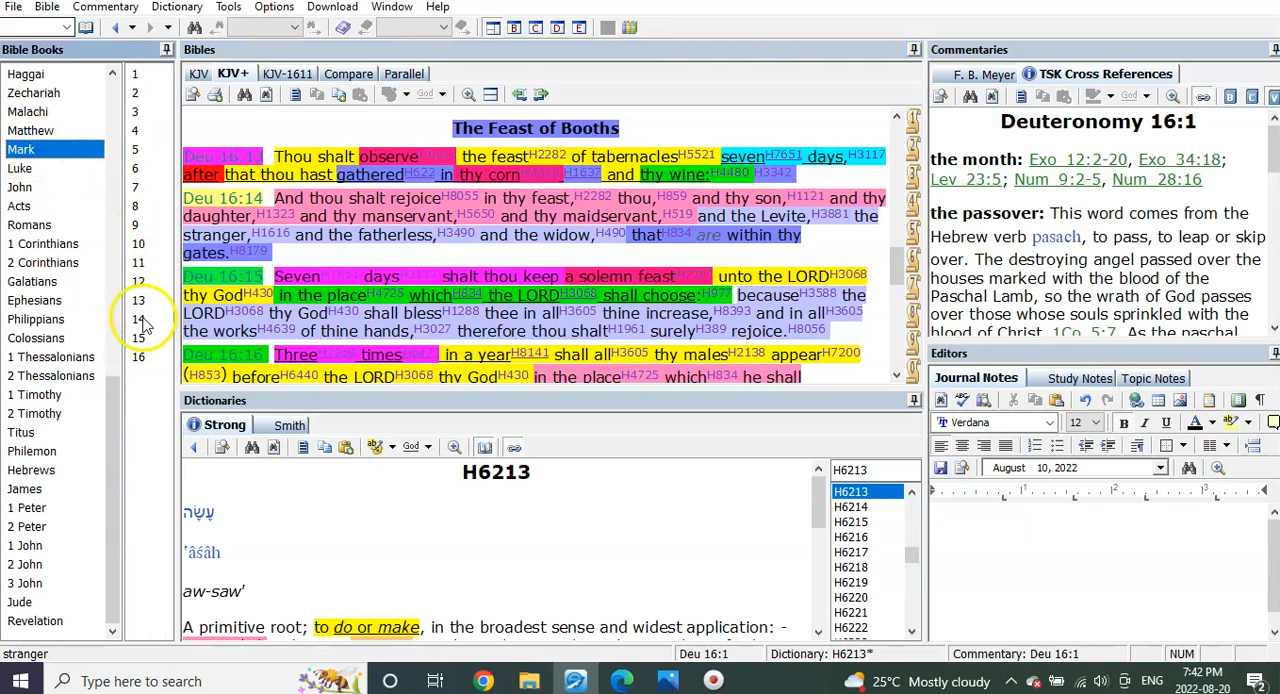 File Bible Commentary Dictionary Tools Options Download Window Help
B C D E
Bible Books
Haggai 1
Zechariah 2
Malachi 3
Matthew 4
Mark 5
Luke 6
John 7
Acts 8
Romans 9
1 Corinthians 10
2 Corinthians 11
Galatians 12
Ephesians 13
Philippians 14
Colossians 15
1 Thessalonians 16
2 Thessalonians
1 Timothy
2 Timothy
Titus
Philemon
Hebrews
James
1 Peter
2 Peter
1 John
2 John
3 John
Jude
Revelation
Bibles
KJV KJV+ KJV-1611 Compare Parallel
God
The Feast of Booths
Deu 16:13 Thou shalt observe the feast H2282 of tabernacles H5521 seven H7651 days, H3117
after that thou hast gathered H622 in thy corn H1637 and thy wine: H4480 H3342
Deu 16:14 And thou shalt rejoice H8055 in thy feast, H2282 thou, H859 and thy son, H1121 and thy
daughter, H1323 and thy manservant, H5650 and thy maidservant, H519 and the Levite, H3881 the
stranger, H1616 and the fatherless, H3490 and the widow, H490 that H834 are within thy
gates. H8179
Deu 16:15 Seven H7651 days H3117 shalt thou keep a solemn feast unto the LORD H3068
thy God H430 in the place H4725 which H834 the LORD H3068 shall choose: H977 because H3588 the
LORD H3068 thy God H430 shall bless H1288 thee in all H3605 thine increase, H8393 and in all H3605
the works H4639 of thine hands, H3027 therefore thou shalt H1961 surely H389 rejoice. H8056
Deu 16:16 Three times in a year H8141 shall all H3605 thy males H2138 appear H7200
(H853) before H6440 the LORD H3068 thy God H430 in the place H4725 which H834 he shall
Dictionaries
Strong Smith
God
H6213
עָשָׂה
‛âśâh
aw-saw'
A primitive root; to do or make, in the broadest sense and widest application: -
H6213
H6213
H6214
H6215
H6216
H6217
H6218
H6219
H6220
H6221
H6222
Commentaries
F. B. Meyer TSK Cross References
God B C V
Deuteronomy 16:1
the month: Exo 12:2-20, Exo 34:18;
Lev 23:5; Num 9:2-5, Num 28:16
the passover: This word comes from the
Hebrew verb pasach, to pass, to leap or skip
over. The destroying angel passed over the
houses marked with the blood of the
Paschal Lamb, so the wrath of God passes
over those whose souls sprinkled with the
blood of Christ. 1Co 5:7. As the paschal
Editors
Journal Notes Study Notes Topic Notes
Verdana 12 B I U A ab
August 10, 2022
1 2 3
stranger Deu 16:1 Dictionary: H6213* Commentary: Deu 16:1 NUM
Type here to search 25°C Mostly cloudy ENG 7:42 PM
2022-08-20 2